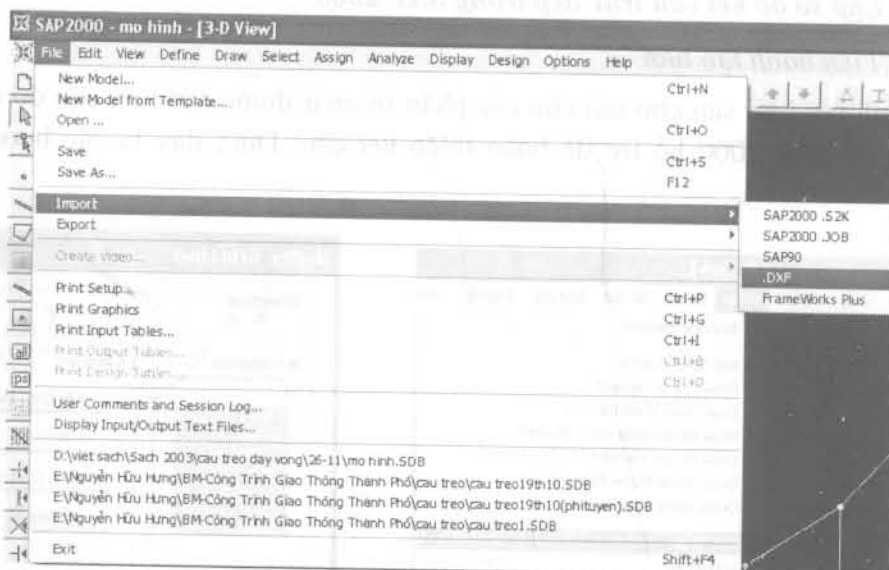 SAP2000 - mo hinh - [3-D View]
File Edit View Define Draw Select Assign Analyze Display Design Options Help
New Model... Ctrl+N
New Model from Template...
Open ... Ctrl+O
Save Ctrl+S
Save As... F12
Import
SAP2000 .S2K
Export
SAP2000 .JOB
Create Video...
SAP90
.DXF
Print Setup... Ctrl+P
FrameWorks Plus
Print Graphics Ctrl+G
Print Input Tables... Ctrl+I
Print Output Tables...
Print Design Tables...
User Comments and Session Log...
Display Input/Output Text Files...
D:\viet sach\Sach 2003\cau treo day vong\26-11\mo hinh.SDB
E:\Nguyễn Hữu Hưng\BM-Công Trình Giao Thông Thành Phố\cau treo\cau treo19th10.SDB
E:\Nguyễn Hữu Hưng\BM-Công Trình Giao Thông Thành Phố\cau treo\cau treo19th10(phituyen).SDB
E:\Nguyễn Hữu Hưng\BM-Công Trình Giao Thông Thành Phố\cau treo\cau treo1.SDB
Exit Shift+F4
all
ps